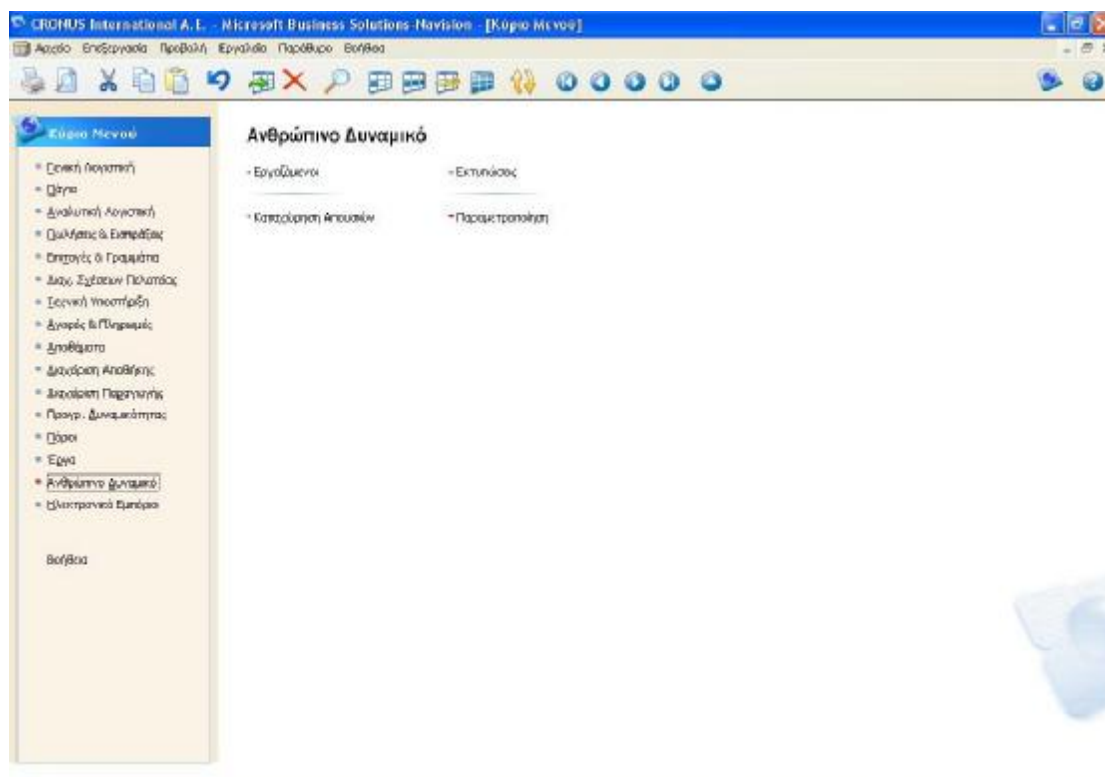 CRONUS International A.E. - Microsoft Business Solutions-Navision - [Κύριο Μενού]
Αρχείο Επεξεργασία Προβολή Εργαλεία Παράθυρο Βοήθεια
Κύριο Μενού
Γενική Λογιστική
Πάγια
Αναλυτική Λογιστική
Πωλήσεις & Εισπράξεις
Επιταγές & Γραμμάτια
Διαχ. Σχέσεων Πελατείας
Τεχνική Υποστήριξη
Αγορές & Πληρωμές
Αποθέματα
Διαχείριση Αποθήκης
Διαχείριση Παραγωγής
Προγρ. Δυναμικότητας
Πόροι
Έργα
Ανθρώπινο Δυναμικό
Ηλεκτρονικό Εμπόριο
Βοήθεια
Ανθρώπινο Δυναμικό
Εργαζόμενοι
Εκτυπώσεις
Καταχώρηση Απουσιών
Παραμετροποίηση